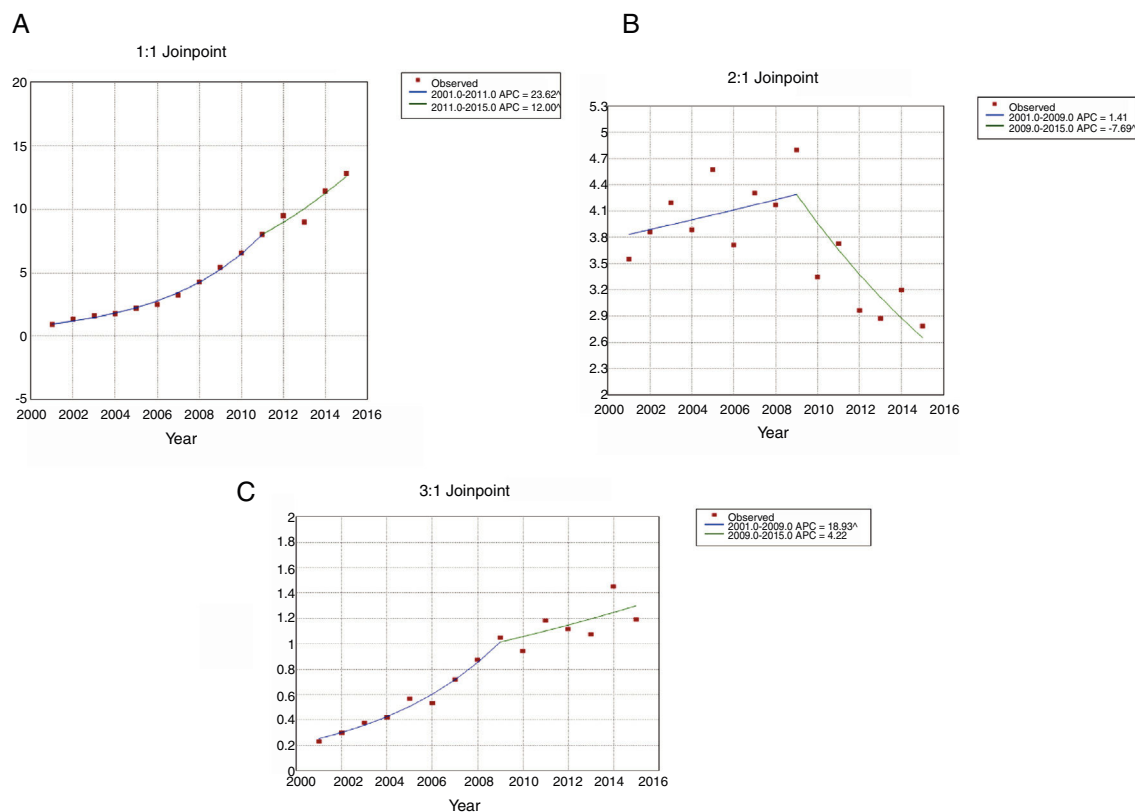 A
1:1 Joinpoint
20
15
10
5
0
-5
2000 2002 2004 2006 2008 2010 2012 2014 2016
Year
Observed
2001.0-2011.0 APC = 23.62^
2011.0-2015.0 APC = 12.00^
B
2:1 Joinpoint
5.3
5
4.7
4.4
4.1
3.8
3.5
3.2
2.9
2.6
2.3
2
2000 2002 2004 2006 2008 2010 2012 2014 2016
Year
Observed
2001.0-2009.0 APC = 1.41
2009.0-2015.0 APC = -7.69^
C
3:1 Joinpoint
2
1.8
1.6
1.4
1.2
1
0.8
0.6
0.4
0.2
0
2000 2002 2004 2006 2008 2010 2012 2014 2016
Year
Observed
2001.0-2009.0 APC = 18.93^
2009.0-2015.0 APC = 4.22